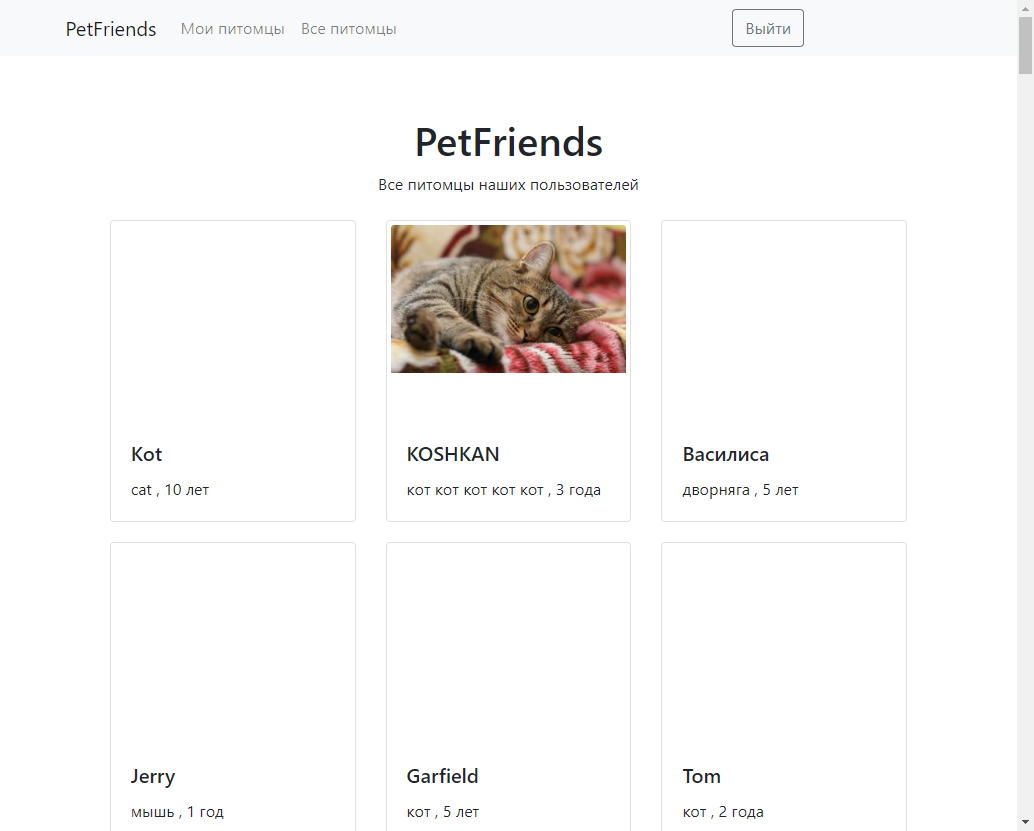 PetFriends Мои питомцы Все питомцы Выйти
PetFriends
Все питомцы наших пользователей
Kot
cat , 10 лет
KOSHKAN
кот кот кот кот кот , 3 года
Василиса
дворняга , 5 лет
Jerry
мышь , 1 год
Garfield
кот , 5 лет
Tom
кот , 2 года